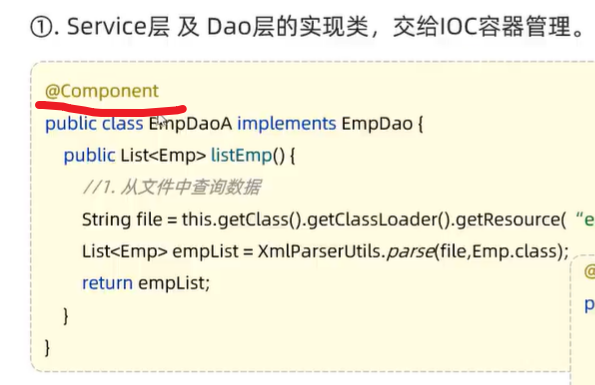 ①. Service层 及 Dao层的实现类，交给IOC容器管理。
@Component
public class EmpDaoA implements EmpDao {
public List<Emp> listEmp() {
//1. 从文件中查询数据
String file = this.getClass().getClassLoader().getResource( “e
List<Emp> empList = XmlParserUtils.parse(file,Emp.class);
return empList;
}
}
@
p